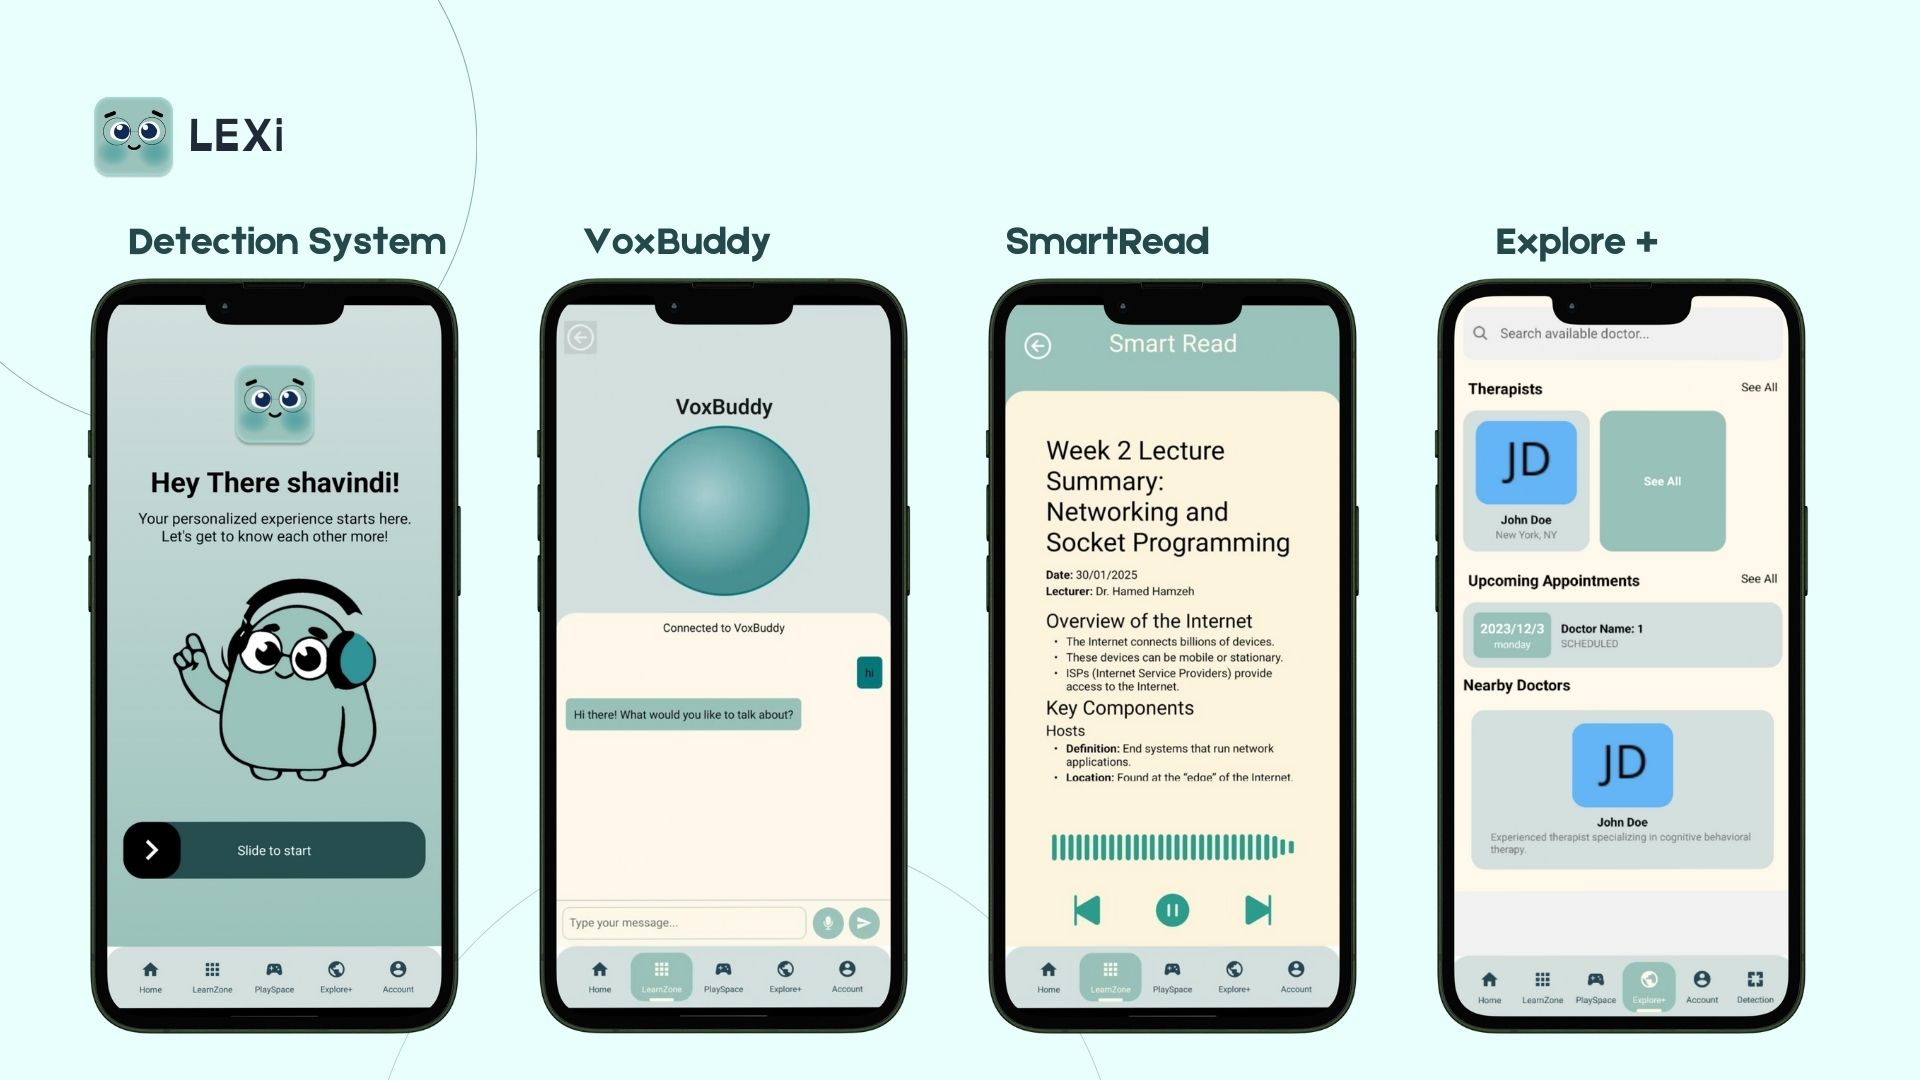 LEXi
Detection System
VoxBuddy
SmartRead
Explore +
Hey There shavindi!
Your personalized experience starts here.
Let's get to know each other more!
Slide to start
Home
LearnZone
PlaySpace
Explore+
Account
VoxBuddy
Connected to VoxBuddy
hi
Hi there! What would you like to talk about?
Type your message...
Home
LearnZone
PlaySpace
Explore+
Account
Smart Read
Week 2 Lecture
Summary:
Networking and
Socket Programming
Date: 30/01/2025
Lecturer: Dr. Hamed Hamzeh
Overview of the Internet
• The Internet connects billions of devices.
• These devices can be mobile or stationary.
• ISPs (Internet Service Providers) provide
access to the Internet.
Key Components
Hosts
• Definition: End systems that run network
applications.
• Location: Found at the “edge” of the Internet.
Home
LearnZone
PlaySpace
Explore+
Account
Search available doctor...
Therapists
See All
JD
John Doe
New York, NY
See All
Upcoming Appointments
See All
2023/12/3
monday
Doctor Name: 1
SCHEDULED
Nearby Doctors
JD
John Doe
Experienced therapist specializing in cognitive behavioral
therapy.
Home
LearnZone
PlaySpace
Explore+
Account
Detection